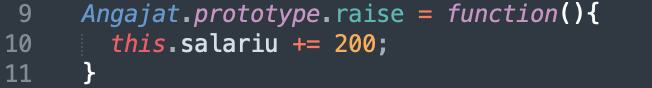 9 Angajat.prototype.raise = function(){
10 this.salariu += 200;
11 }